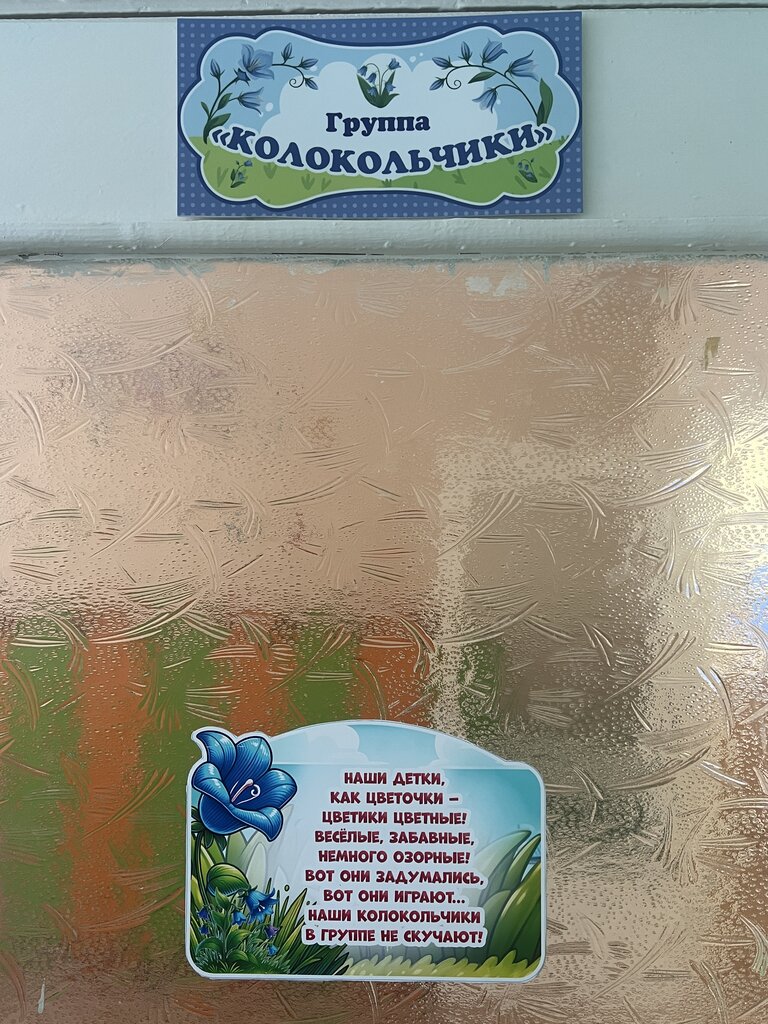 Группа
«КОЛОКОЛЬЧИКИ»
НАШИ ДЕТКИ,
КАК ЦВЕТОЧКИ –
ЦВЕТИКИ ЦВЕТНЫЕ!
ВЕСЁЛЫЕ, ЗАБАВНЫЕ,
НЕМНОГО ОЗОРНЫЕ!
ВОТ ОНИ ЗАДУМАЛИСЬ,
ВОТ ОНИ ИГРАЮТ...
НАШИ КОЛОКОЛЬЧИКИ
В ГРУППЕ НЕ СКУЧАЮТ!